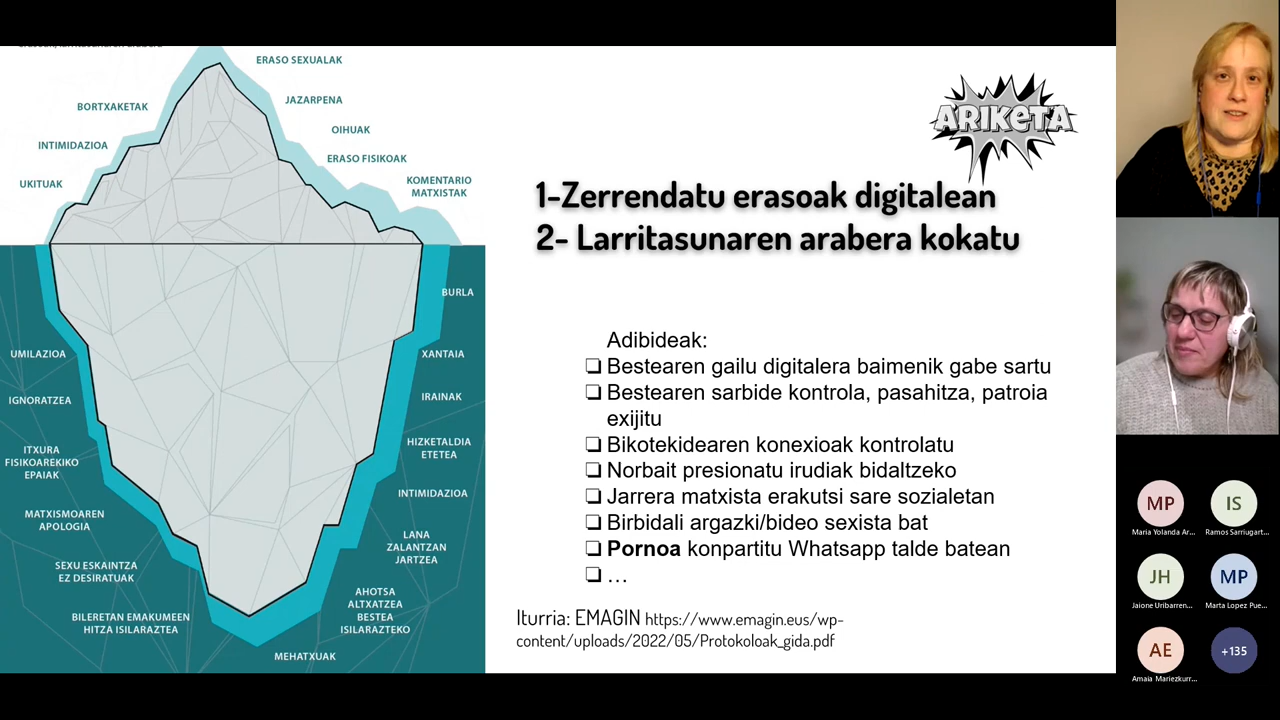 ERASO SEXUALAK
BORTXAKETAK
JAZARPENA
INTIMIDAZIOA
OIHUAK
ERASO FISIKOAK
UKITUAK
KOMENTARIO
MATXISTAK
BURLA
UMILAZIOA
XANTAIA
IGNORATZEA
IRAINAK
ITXURA
FISIKOAREKIKO
EPAIAK
HIZKETALDIA
ETETEA
INTIMIDAZIOA
MATXISMOAREN
APOLOGIA
LANA
ZALANTZAN
JARTZEA
SEXU ESKAINTZA
EZ DESIRATUAK
AHOTSA
ALTXATZEA
BESTEA
ISILARAZTEKO
BILERETAN EMAKUMEEN
HITZA ISILARAZTEA
MEHATXUAK
ARIKETA
1-Zerrendatu erasoak digitalean
2- Larritasunaren arabera kokatu
Adibideak:
❏ Bestearen gailu digitalera baimenik gabe sartu
❏ Bestearen sarbide kontrola, pasahitza, patroia
exijitu
❏ Bikotekidearen konexioak kontrolatu
❏ Norbait presionatu irudiak bidaltzeko
❏ Jarrera matxista erakutsi sare sozialetan
❏ Birbidali argazki/bideo sexista bat
❏ Pornoa konpartitu Whatsapp talde batean
❏ …
Iturria: EMAGIN https://www.emagin.eus/wp-
content/uploads/2022/05/Protokoloak_gida.pdf
MP
IS
Maria Yolanda Ar...
Ramos Sarriugart...
JH
MP
Jaione Uribarren...
Marta Lopez Pue...
AE
+135
Amaia Mariezkurr...